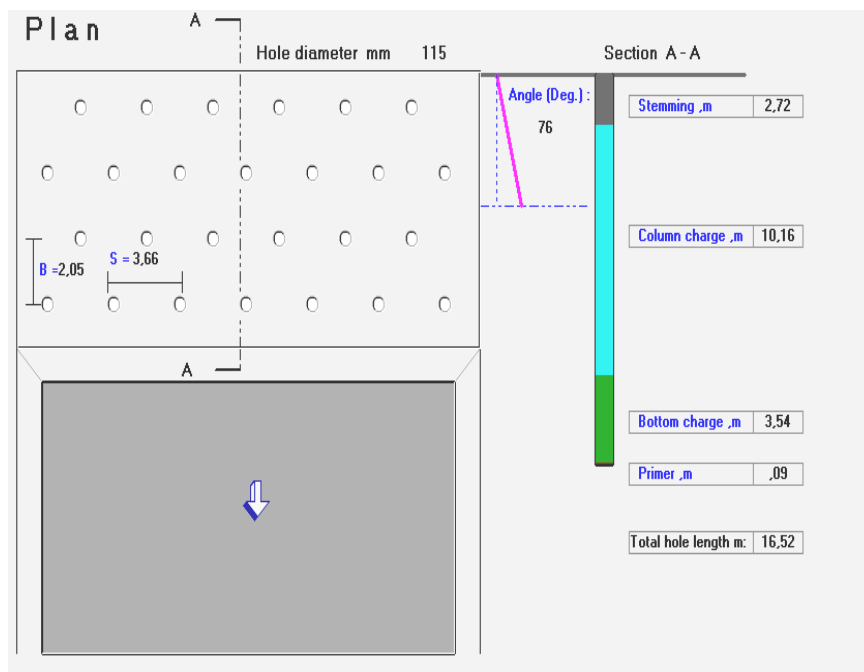 Plan
A
Hole diameter mm 115
Section A-A
Angle (Deg.) :
76
Stemming ,m 2,72
Column charge ,m 10,16
B =2,05
S = 3,66
A
Bottom charge ,m 3,54
Primer ,m ,09
Total hole length m: 16,52